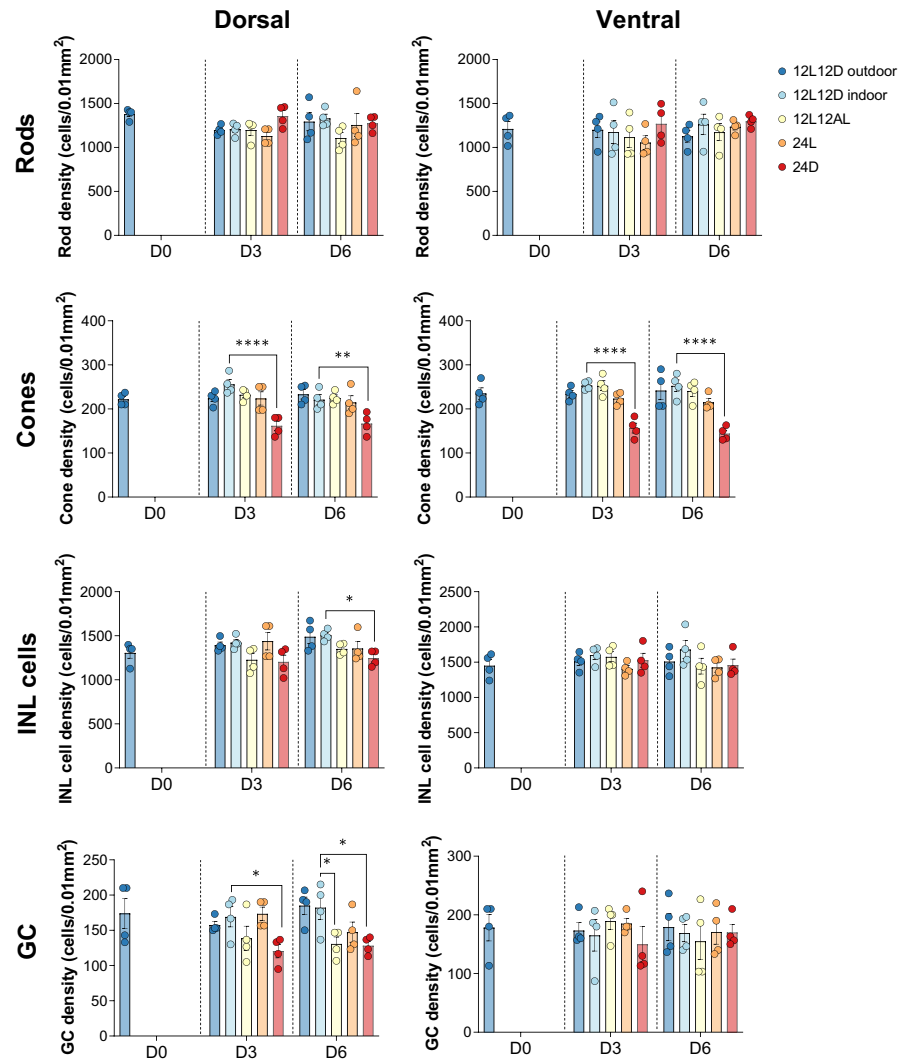 Dorsal
Ventral
Rods
Rod density (cells/0.01mm²)
2000
1500
1000
500
0
D0
D3
D6
Rod density (cells/0.01mm²)
2000
1500
1000
500
0
D0
D3
D6
12L12D outdoor
12L12D indoor
12L12AL
24L
24D
Cones
Cone density (cells/0.01mm²)
400
300
200
100
0
****
**
D0
D3
D6
Cone density (cells/0.01mm²)
400
300
200
100
0
****
****
D0
D3
D6
INL cells
INL cell density (cells/0.01mm²)
2000
1500
1000
500
0
*
D0
D3
D6
INL cell density (cells/0.01mm²)
2500
2000
1500
1000
500
0
D0
D3
D6
GC
GC density (cells/0.01mm²)
250
200
150
100
50
0
*
*
*
D0
D3
D6
GC density (cells/0.01mm²)
300
200
100
0
D0
D3
D6